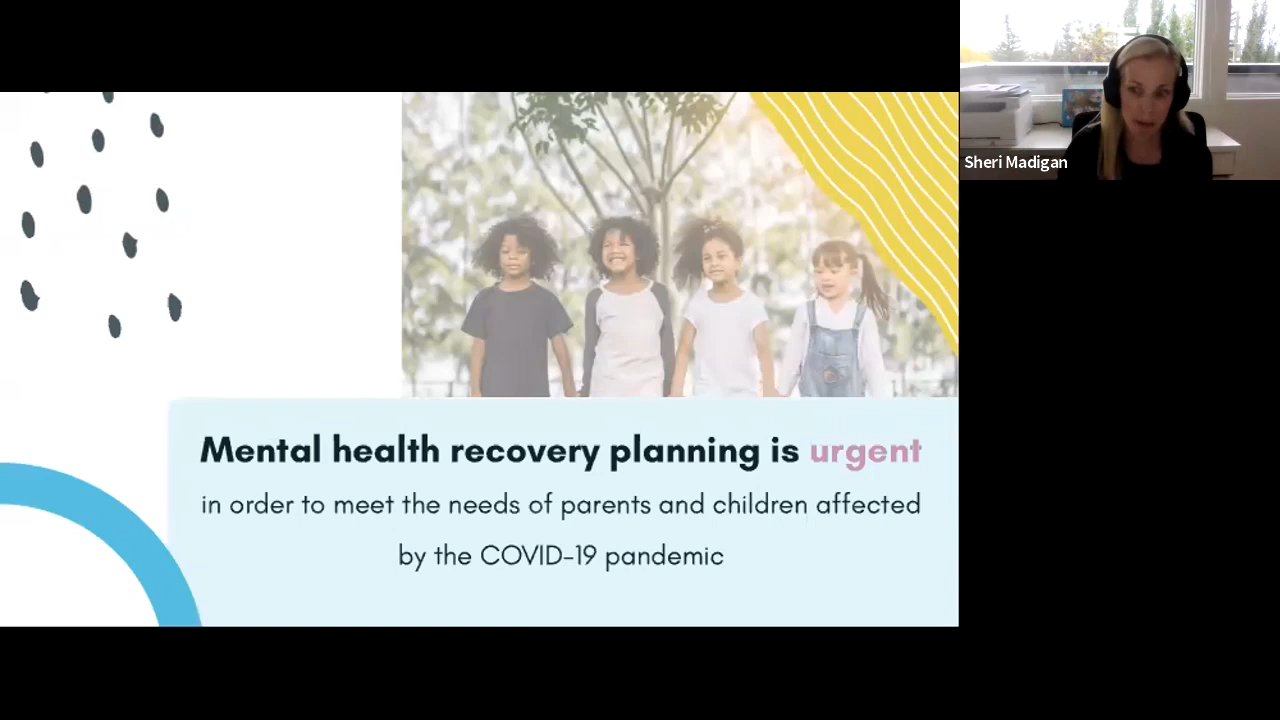 Mental health recovery planning is urgent
in order to meet the needs of parents and children affected
by the COVID-19 pandemic
Sheri Madigan